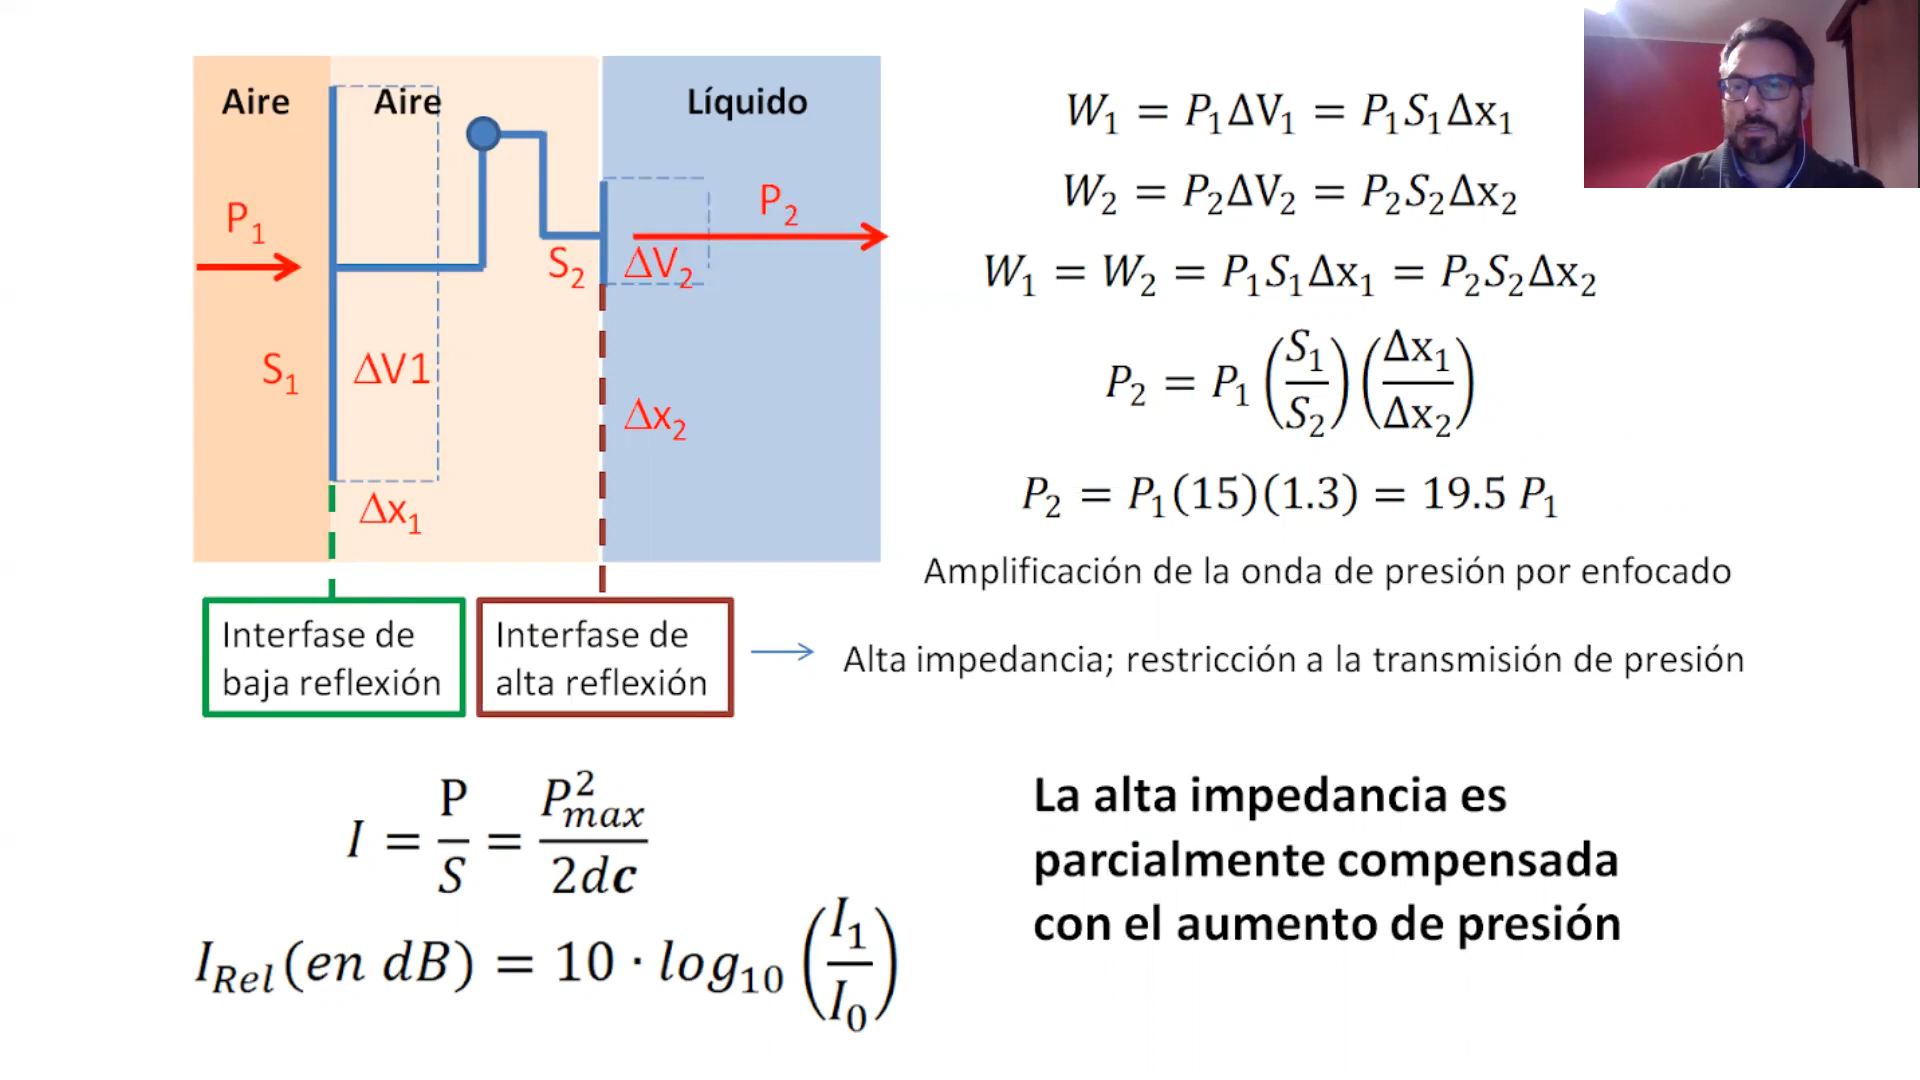 Aire
Aire
Líquido
P₁
P₂
S₂
ΔV₂
S₁
ΔV1
Δx₂
Δx₁
Interfase de
baja reflexión
Interfase de
alta reflexión
W₁ = P₁ΔV₁ = P₁S₁Δx₁
W₂ = P₂ΔV₂ = P₂S₂Δx₂
W₁ = W₂ = P₁S₁Δx₁ = P₂S₂Δx₂
P₂ = P₁ (S₁/S₂) (Δx₁/Δx₂)
P₂ = P₁(15)(1.3) = 19.5 P₁
Amplificación de la onda de presión por enfocado
Alta impedancia; restricción a la transmisión de presión
I = P/S = P²max/2dc
I_Rel(en dB) = 10 · log₁₀ (I₁/I₀)
La alta impedancia es
parcialmente compensada
con el aumento de presión